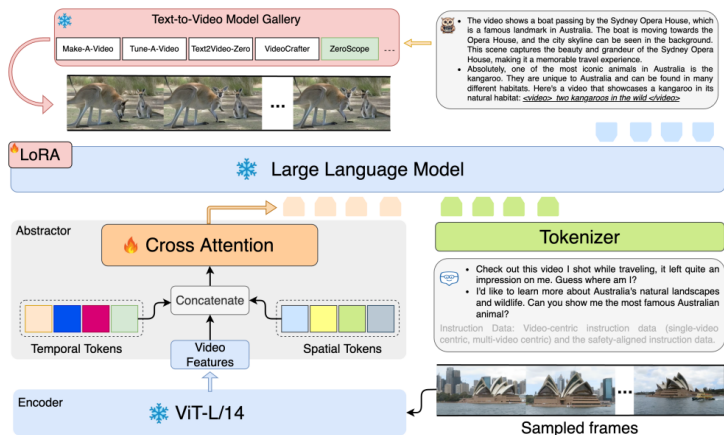 Text-to-Video Model Gallery
Make-A-Video
Tune-A-Video
Text2Video-Zero
VideoCrafter
ZeroScope
...
• The video shows a boat passing by the Sydney Opera House, which
is a famous landmark in Australia. The boat is moving towards the
Opera House, and the city skyline can be seen in the background.
This scene captures the beauty and grandeur of the Sydney Opera
House, making it a memorable travel experience.
• Absolutely, one of the most iconic animals in Australia is the
kangaroo. They are unique to Australia and can be found in many
different habitats. Here's a video that showcases a kangaroo in its
natural habitat: <video> two kangaroos in the wild </video>
LoRA
Large Language Model
Abstractor
Cross Attention
Concatenate
Temporal Tokens
Video
Features
Spatial Tokens
Tokenizer
• Check out this video I shot while traveling, it left quite an
impression on me. Guess where am I?
• I'd like to learn more about Australia's natural landscapes
and wildlife. Can you show me the most famous Australian
animal?
Instruction Data: Video-centric instruction data (single-video
centric, multi-video centric) and the safety-aligned instruction data.
Encoder
ViT-L/14
Sampled frames